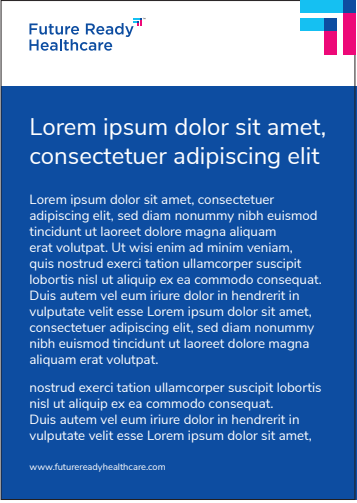 Future Ready
Healthcare
Lorem ipsum dolor sit amet,
consectetuer adipiscing elit
Lorem ipsum dolor sit amet, consectetuer
adipiscing elit, sed diam nonummy nibh euismod
tincidunt ut laoreet dolore magna aliquam
erat volutpat. Ut wisi enim ad minim veniam,
quis nostrud exerci tation ullamcorper suscipit
lobortis nisl ut aliquip ex ea commodo consequat.
Duis autem vel eum iriure dolor in hendrerit in
vulputate velit esse Lorem ipsum dolor sit amet,
consectetuer adipiscing elit, sed diam nonummy
nibh euismod tincidunt ut laoreet dolore magna
aliquam erat volutpat.
nostrud exerci tation ullamcorper suscipit lobortis
nisl ut aliquip ex ea commodo consequat.
Duis autem vel eum iriure dolor in hendrerit in
vulputate velit esse Lorem ipsum dolor sit amet,
www.futurereadyhealthcare.com